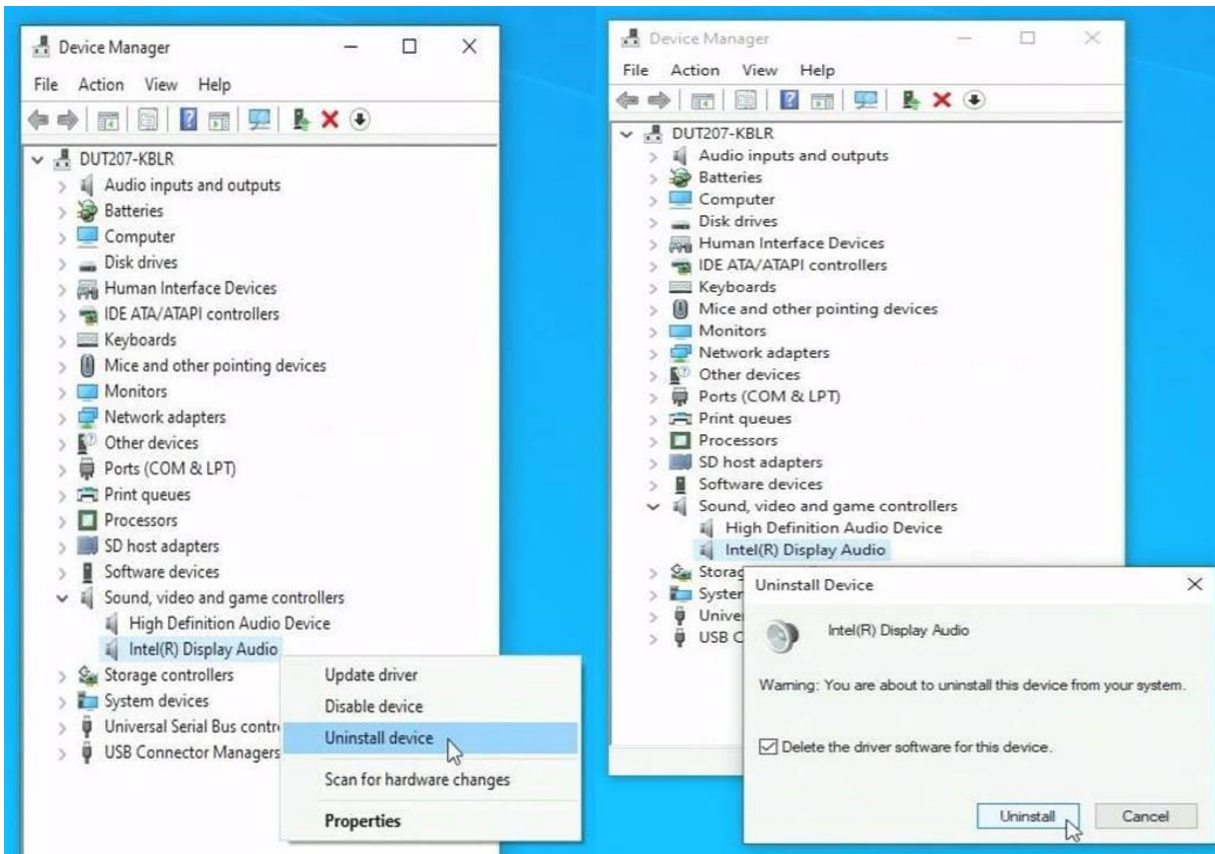 Device Manager
File Action View Help
DUT207-KBLR
Audio inputs and outputs
Batteries
Computer
Disk drives
Human Interface Devices
IDE ATA/ATAPI controllers
Keyboards
Mice and other pointing devices
Monitors
Network adapters
Other devices
Ports (COM & LPT)
Print queues
Processors
SD host adapters
Software devices
Sound, video and game controllers
High Definition Audio Device
Intel(R) Display Audio
Storage controllers
System devices
Universal Serial Bus contr
USB Connector Managers
Update driver
Disable device
Uninstall device
Scan for hardware changes
Properties
Device Manager
File Action View Help
DUT207-KBLR
Audio inputs and outputs
Batteries
Computer
Disk drives
Human Interface Devices
IDE ATA/ATAPI controllers
Keyboards
Mice and other pointing devices
Monitors
Network adapters
Other devices
Ports (COM & LPT)
Print queues
Processors
SD host adapters
Software devices
Sound, video and game controllers
High Definition Audio Device
Intel(R) Display Audio
Storag
Syster
Univer
USB C
Uninstall Device
Intel(R) Display Audio
Warning: You are about to uninstall this device from your system.
Delete the driver software for this device.
Uninstall Cancel